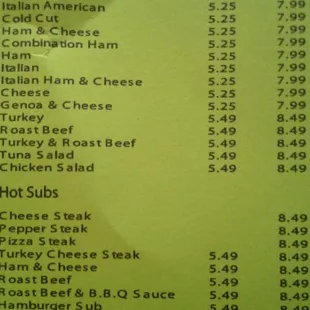 Italian American 5.25 7.99
Cold Cut 5.25 7.99
Ham & Cheese 5.25 7.99
Combination Ham 5.25 7.99
Ham 5.25 7.99
Italian 5.25 7.99
Italian Ham & Cheese 5.25 7.99
Cheese 5.25 7.99
Genoa & Cheese 5.25 7.99
Turkey 5.49 8.49
Roast Beef 5.49 8.49
Turkey & Roast Beef 5.49 8.49
Tuna Salad 5.49 8.49
Chicken Salad 5.49 8.49
Hot Subs
Cheese Steak 8.49
Pepper Steak 8.49
Pizza Steak 8.49
Turkey Cheese Steak 5.49 8.49
Ham & Cheese 5.49 8.49
Roast Beef 5.49 8.49
Roast Beef & B.B.Q Sauce 5.49 8.49
Hamburger Sub 5.49 8.49